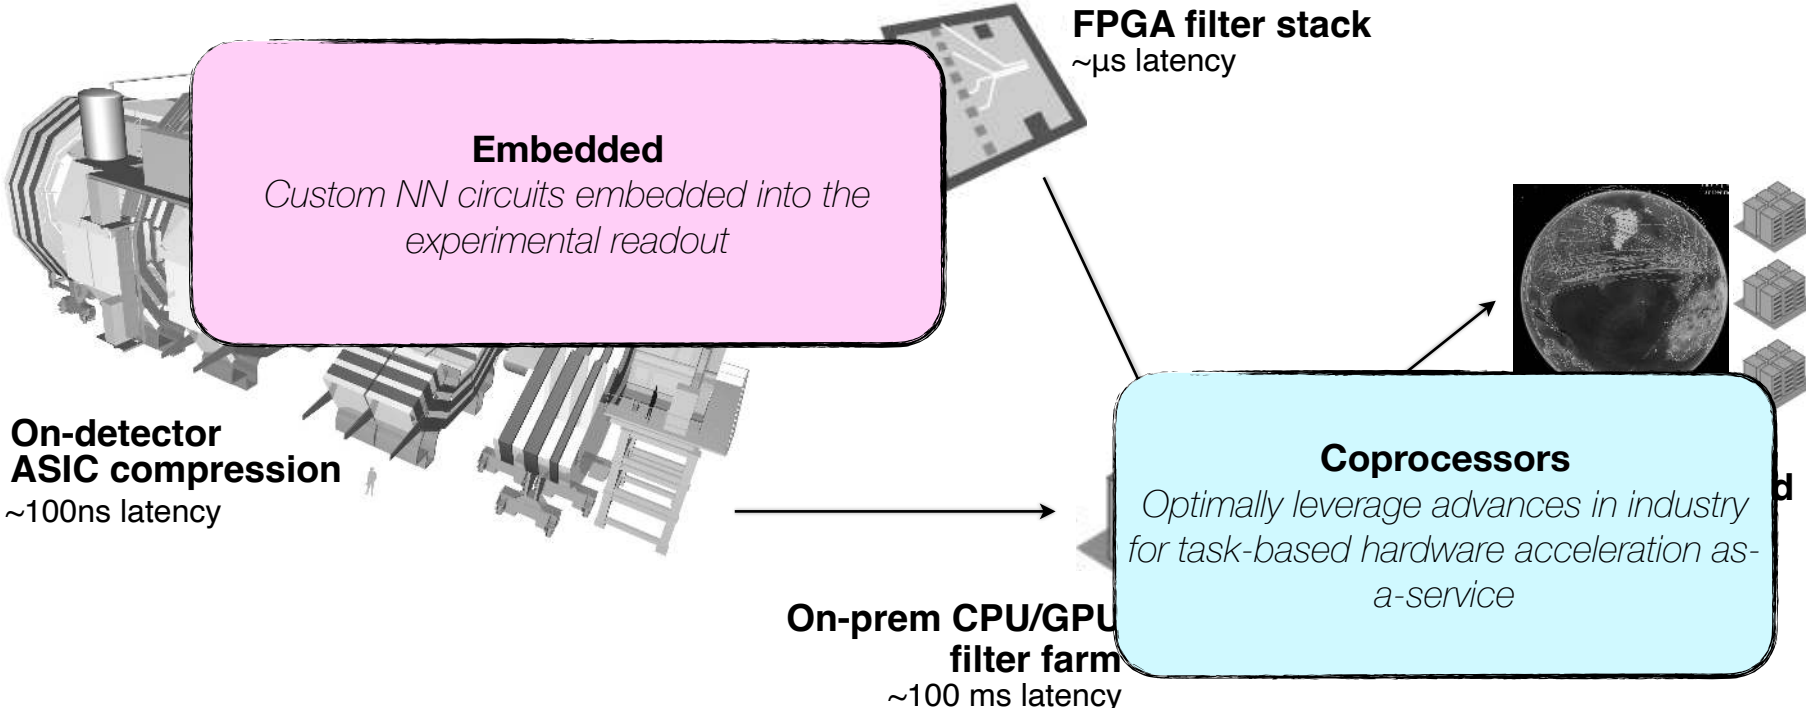 FPGA filter stack
~µs latency
Embedded
Custom NN circuits embedded into the
experimental readout
On-detector
ASIC compression
~100ns latency
Coprocessors
Optimally leverage advances in industry
for task-based hardware acceleration as-
a-service
On-prem CPU/GPU
filter farm
~100 ms latency